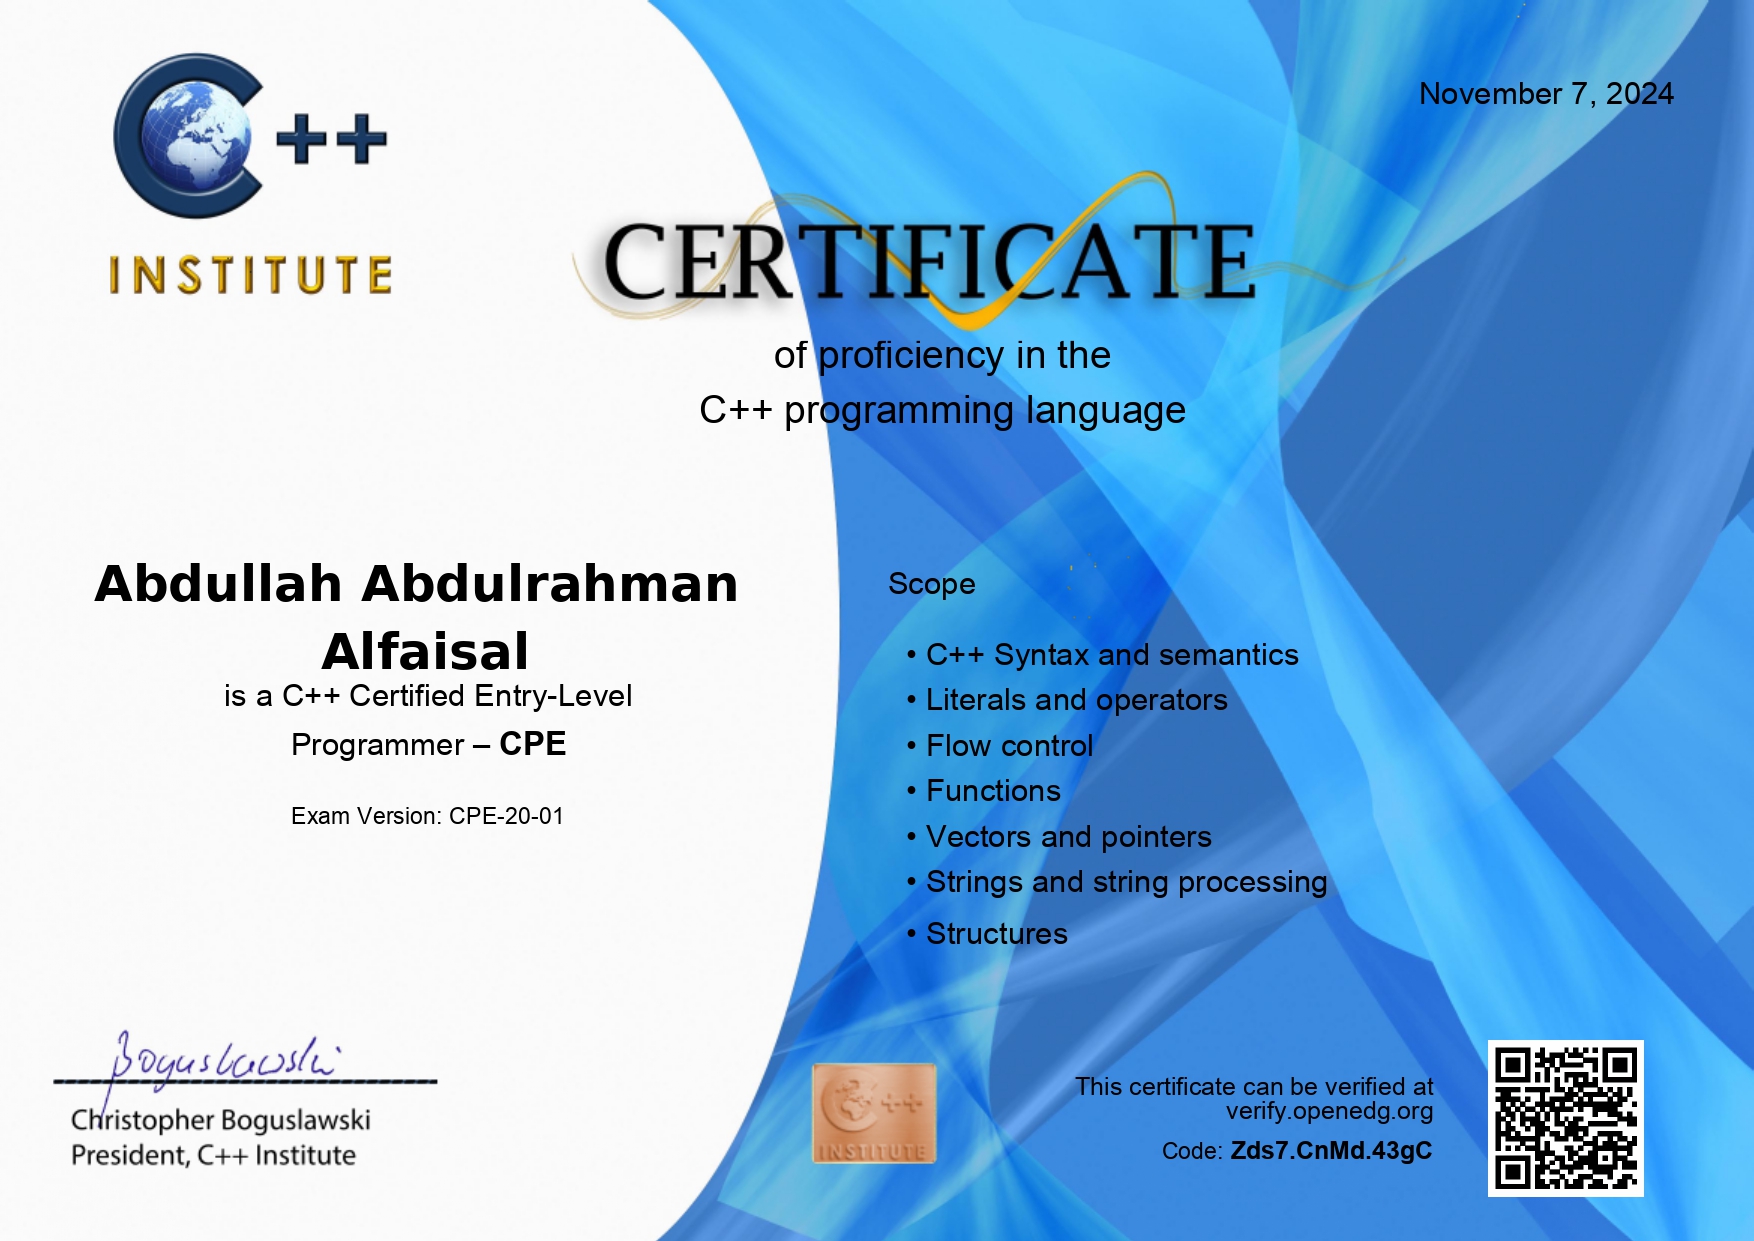 C++
INSTITUTE
November 7, 2024
CERTIFICATE
of proficiency in the
C++ programming language
Abdullah Abdulrahman
Alfaisal
is a C++ Certified Entry-Level
Programmer – CPE
Exam Version: CPE-20-01
Scope
• C++ Syntax and semantics
• Literals and operators
• Flow control
• Functions
• Vectors and pointers
• Strings and string processing
• Structures
Boguslawski
Christopher Boguslawski
President, C++ Institute
C++
INSTITUTE
This certificate can be verified at
verify.openedg.org
Code: Zds7.CnMd.43gC